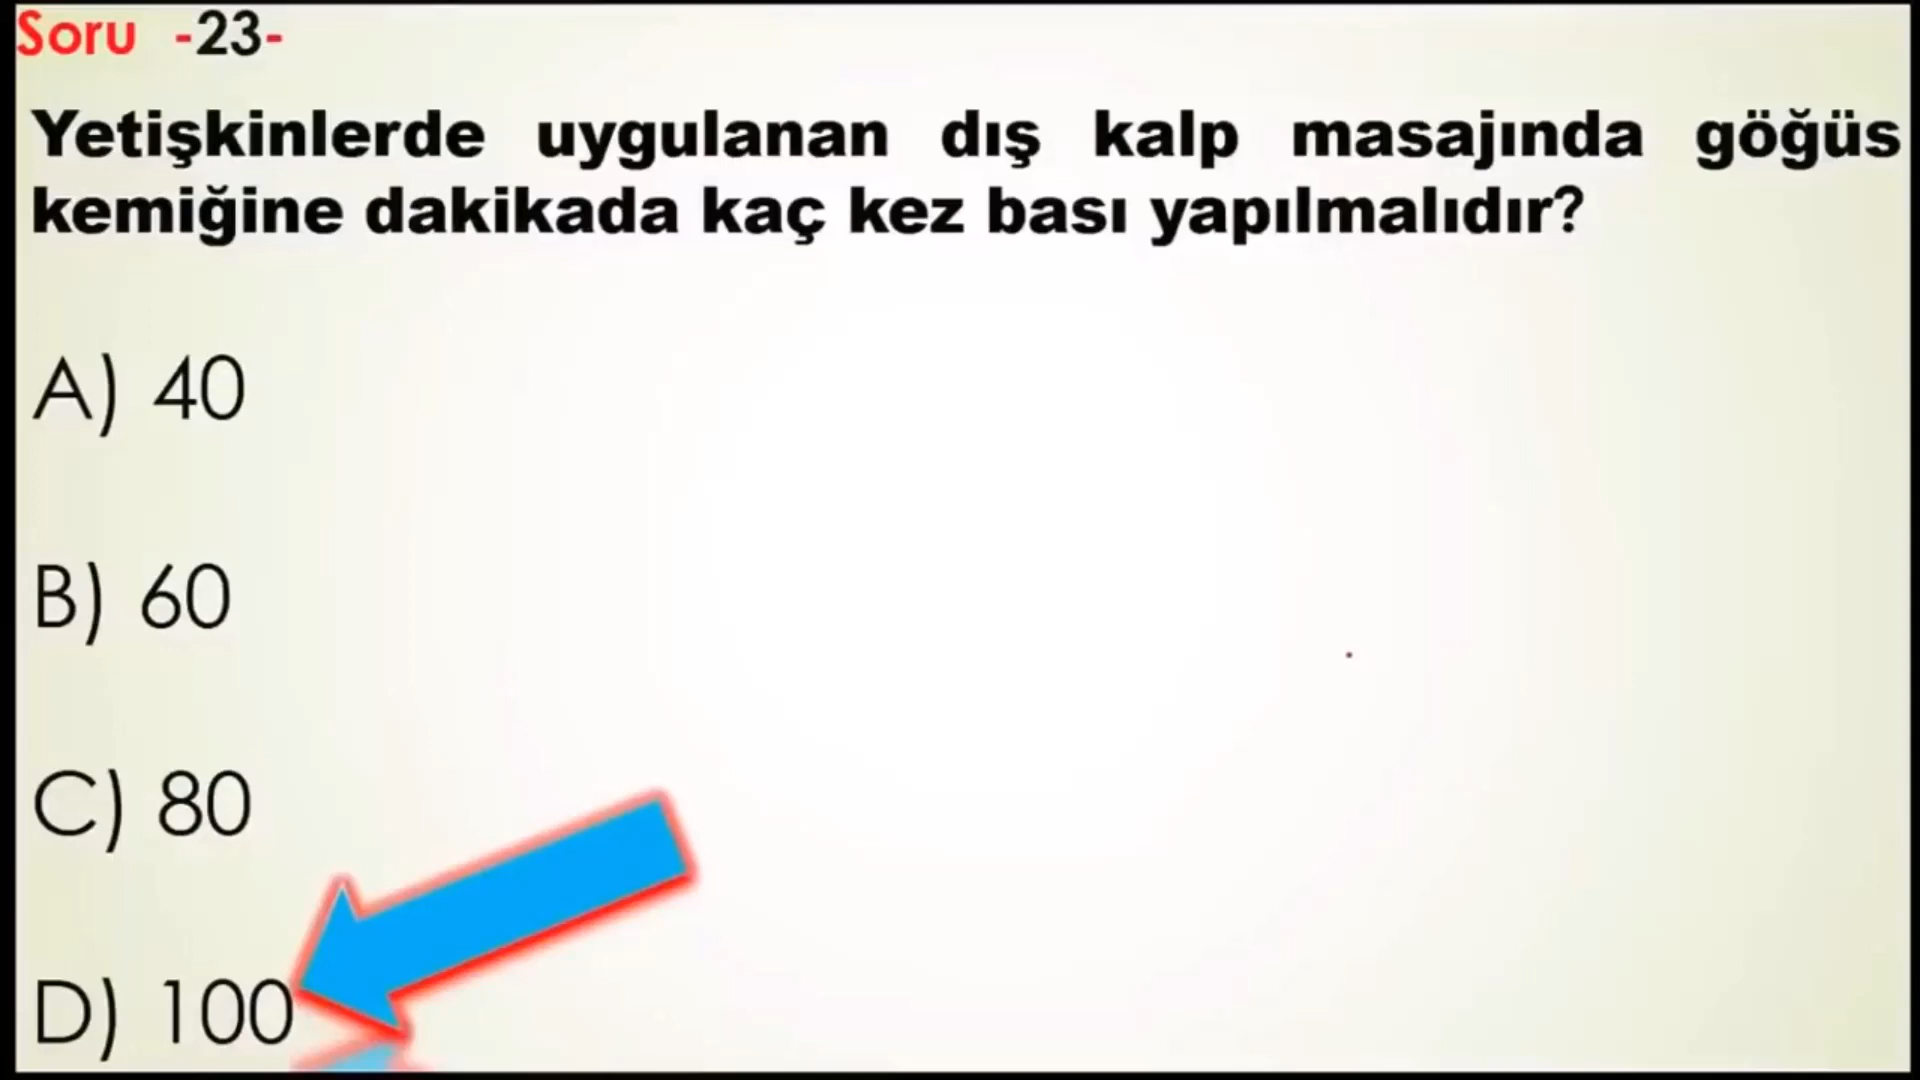 Soru -23-
Yetişkinlerde uygulanan dış kalp masajında göğüs
kemiğine dakikada kaç kez bası yapılmalıdır?
A) 40
B) 60
C) 80
D) 100